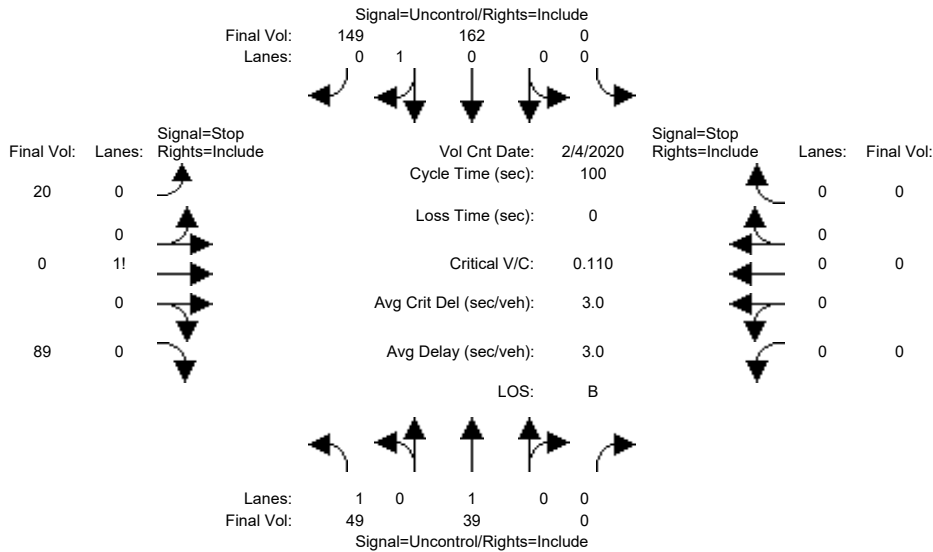 Signal=Uncontrol/Rights=Include
Final Vol: 149 162 0
Lanes: 0 1 0 0 0
Signal=Stop Signal=Stop
Final Vol: Lanes: Rights=Include Vol Cnt Date: 2/4/2020 Rights=Include Lanes: Final Vol:
Cycle Time (sec): 100
20 0 0 0
Loss Time (sec): 0
0 0
0 1! Critical V/C: 0.110 0 0
0 Avg Crit Del (sec/veh): 3.0 0
89 0 Avg Delay (sec/veh): 3.0 0 0
LOS: B
Lanes: 1 0 1 0 0
Final Vol: 49 39 0
Signal=Uncontrol/Rights=Include